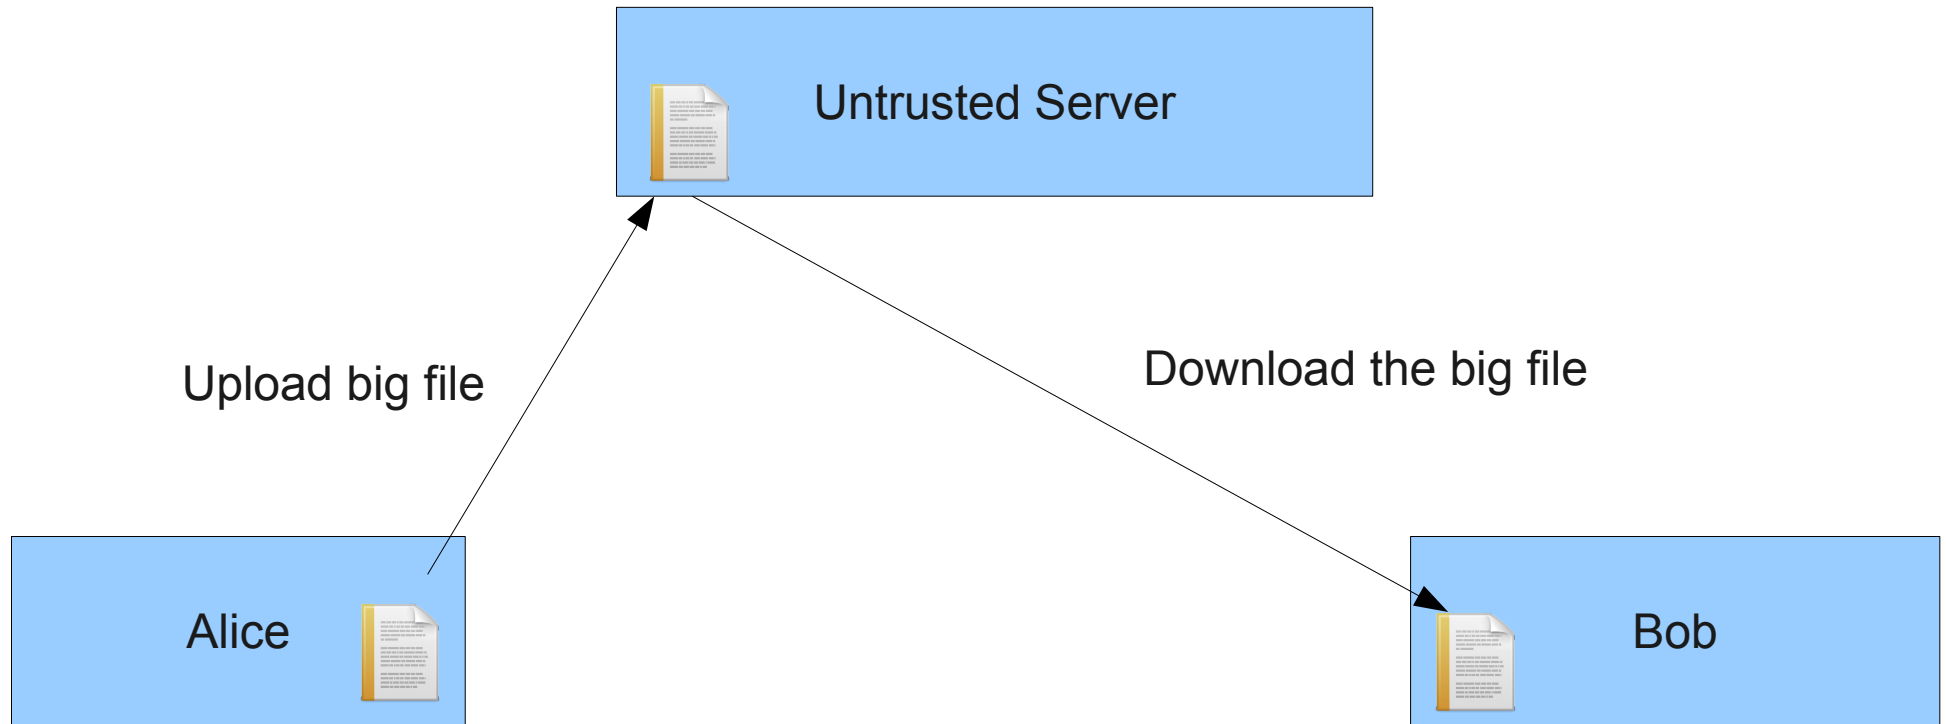 Untrusted Server
Upload big file
Download the big file
Alice
Bob